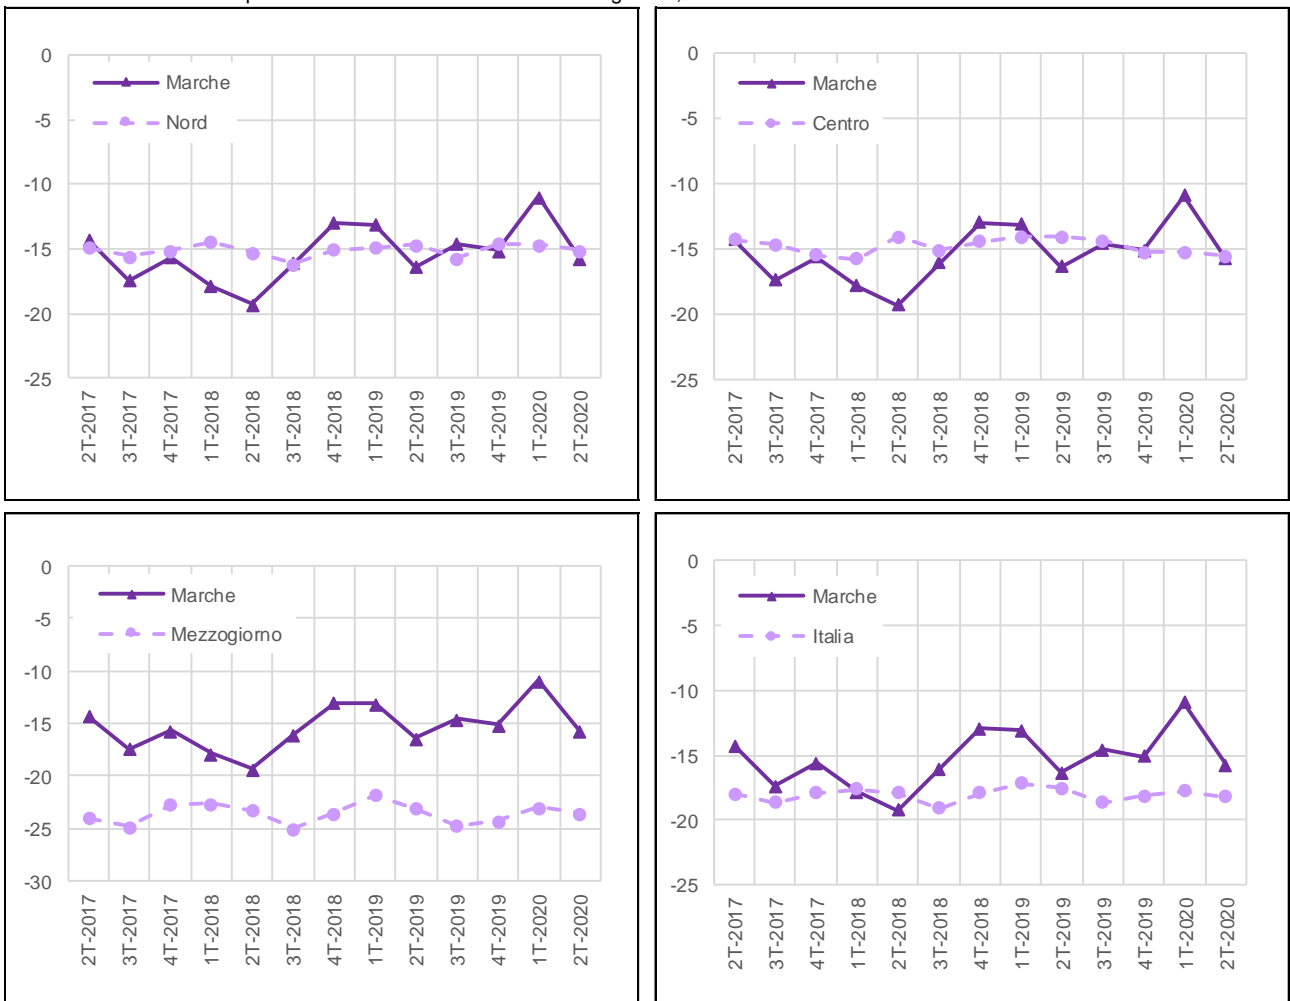 0
-5
-10
-15
-20
-25
Marche
Nord
2T-2017
3T-2017
4T-2017
1T-2018
2T-2018
3T-2018
4T-2018
1T-2019
2T-2019
3T-2019
4T-2019
1T-2020
2T-2020
0
-5
-10
-15
-20
-25
Marche
Centro
2T-2017
3T-2017
4T-2017
1T-2018
2T-2018
3T-2018
4T-2018
1T-2019
2T-2019
3T-2019
4T-2019
1T-2020
2T-2020
0
-5
-10
-15
-20
-25
-30
Marche
Mezzogiorno
2T-2017
3T-2017
4T-2017
1T-2018
2T-2018
3T-2018
4T-2018
1T-2019
2T-2019
3T-2019
4T-2019
1T-2020
2T-2020
0
-5
-10
-15
-20
-25
Marche
Italia
2T-2017
3T-2017
4T-2017
1T-2018
2T-2018
3T-2018
4T-2018
1T-2019
2T-2019
3T-2019
4T-2019
1T-2020
2T-2020